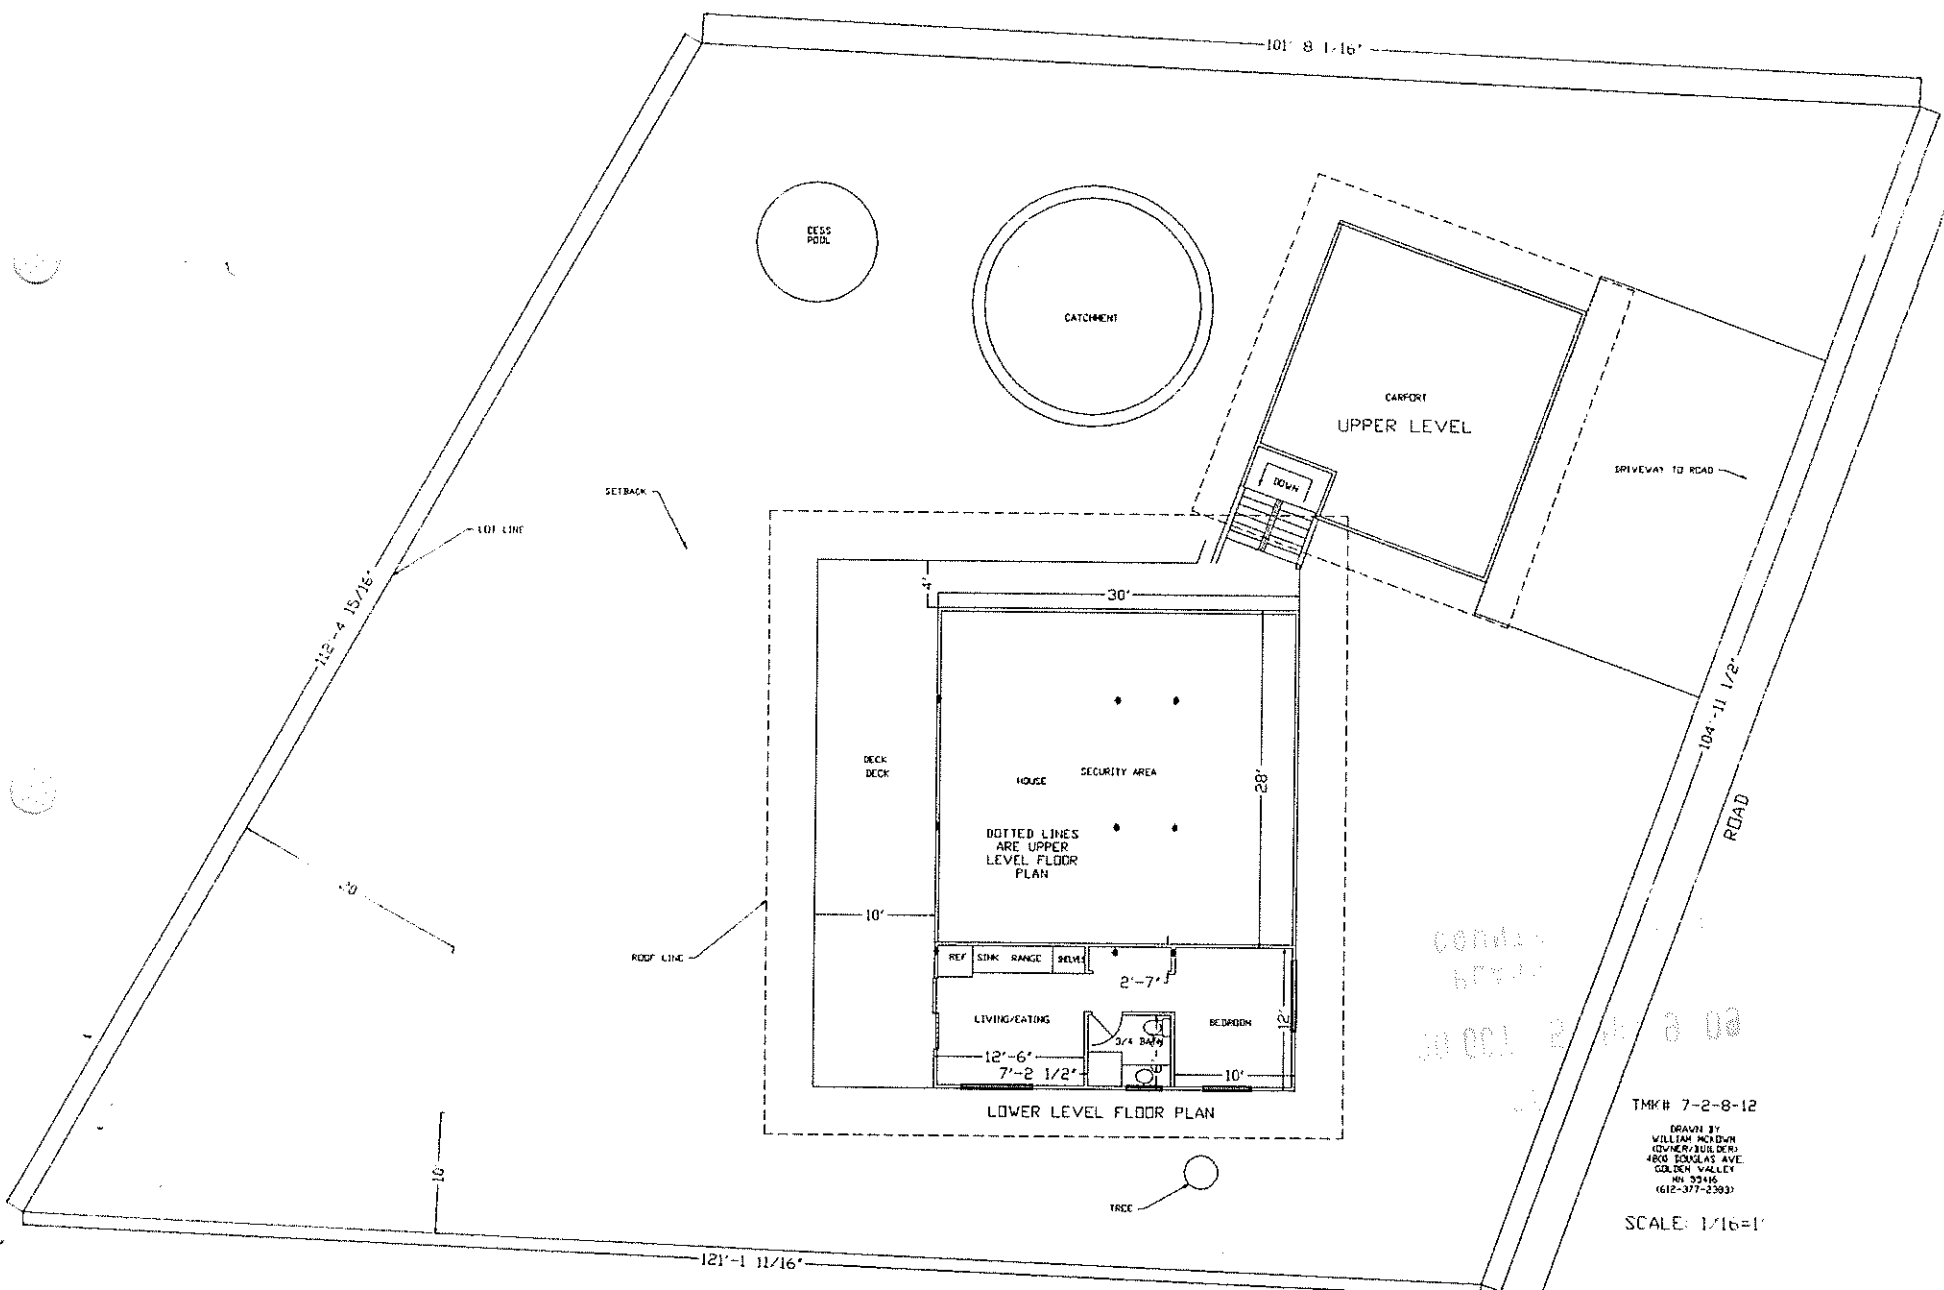 101' 8 1/16"
CESS
POOL
CATCHMENT
CARPORT
UPPER LEVEL
DOWN
DRIVEWAY TO ROAD
SETBACK
LOT LINE
112'-4 15/16"
4'
30'
104'-11 1/2"
ROAD
DECK
DECK
HOUSE
SECURITY AREA
28'
DOTTED LINES
ARE UPPER
LEVEL FLOOR
PLAN
20
10'
ROOF LINE
REF
SINK
RANGE
SHELVES
2'-7"
LIVING/EATING
3/4 BATH
BEDROOM
12'
12'-6"
7'-2 1/2"
10'
LOWER LEVEL FLOOR PLAN
10'
TREE
121'-1 11/16"
TMK# 7-2-8-12
DRAWN BY
WILLIAM MCKOWN
(OWNER/BUILDER)
4800 DOUGLAS AVE.
GOLDEN VALLEY
MN 55416
(612-377-2383)
SCALE: 1/16=1'